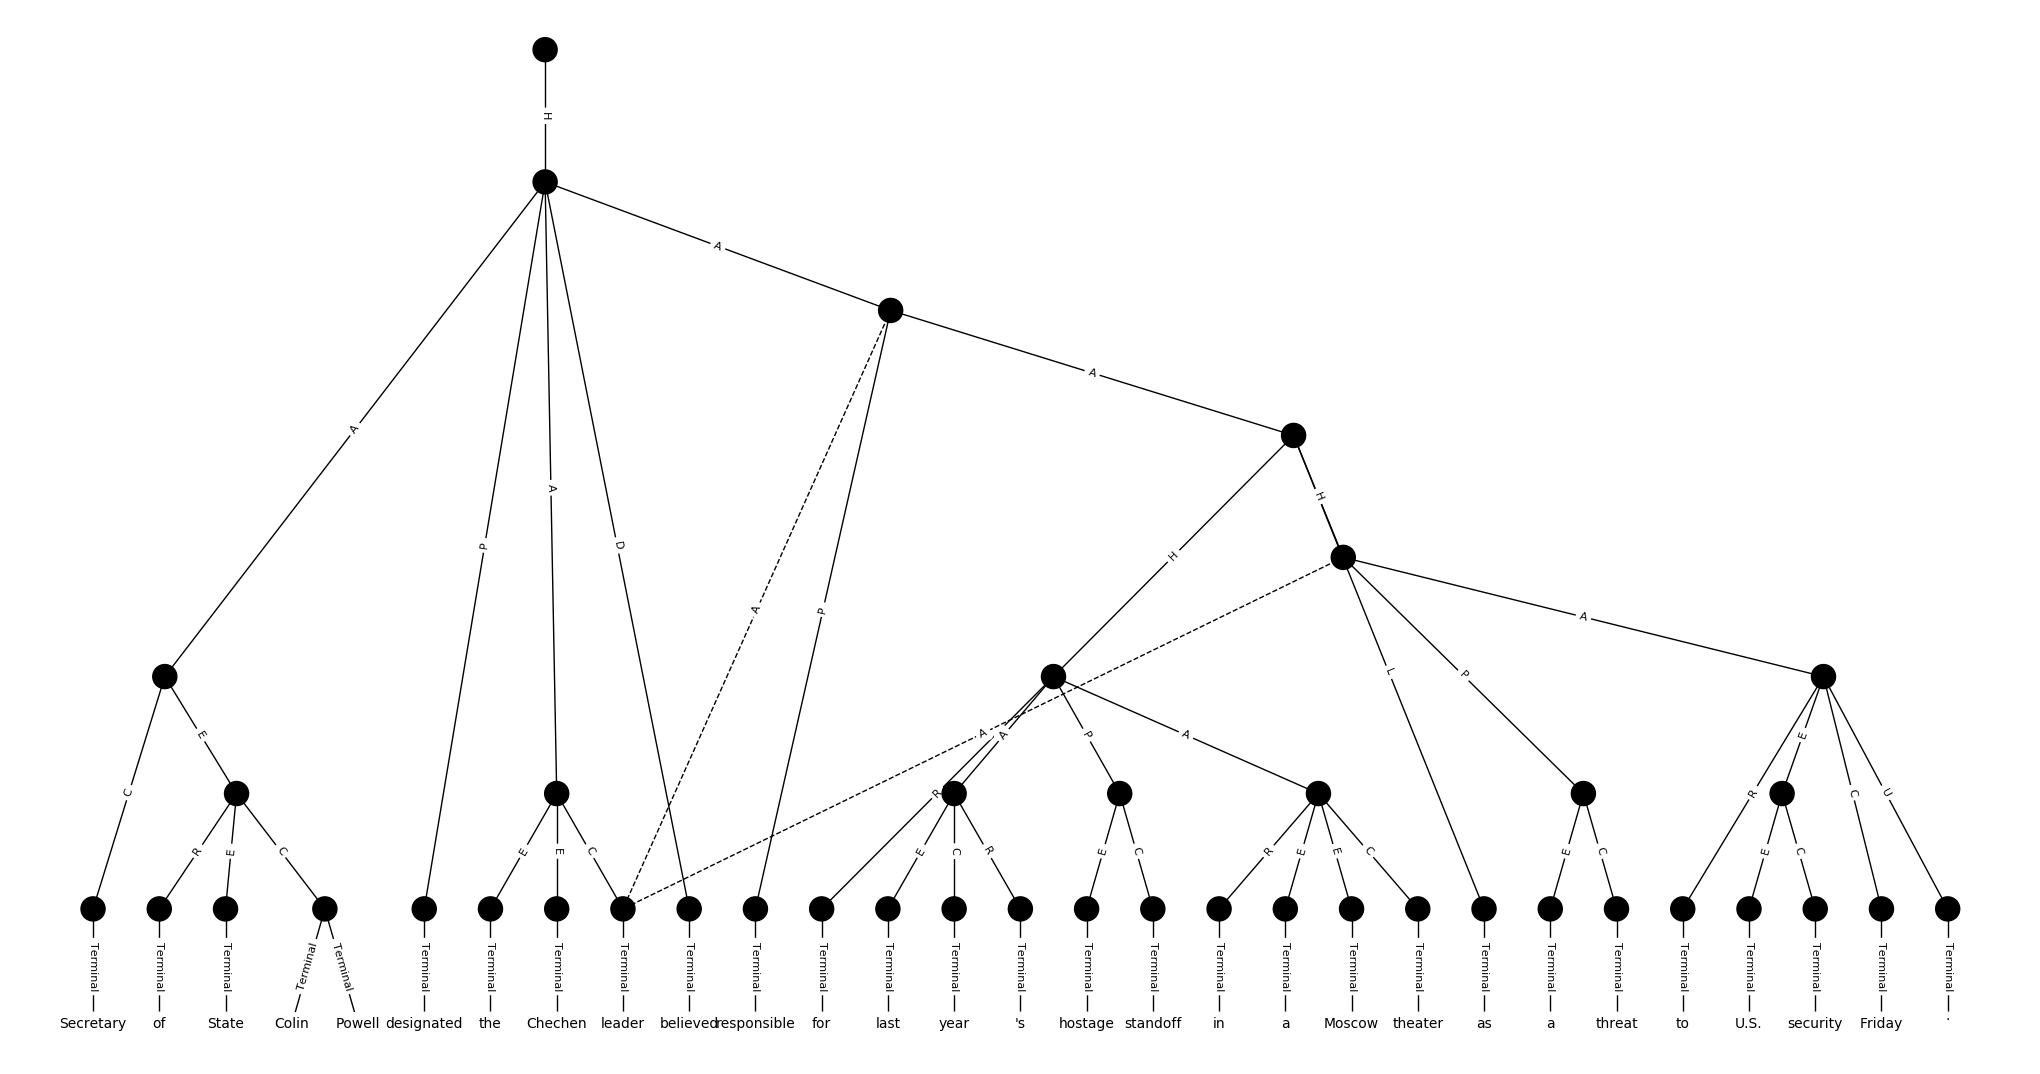 H
A
A
H
A
P
A
D
H
A
P
A
L
P
A
E
A
A
P
A
C
R
E
R
E
C
U
R
E
C
E
E
C
E
C
R
E
C
R
E
E
C
E
C
E
C
Terminal Terminal Terminal Terminal Terminal Terminal Terminal Terminal Terminal Terminal Terminal Terminal Terminal Terminal Terminal Terminal Terminal Terminal Terminal Terminal Terminal Terminal Terminal Terminal Terminal Terminal Terminal Terminal Terminal
Secretary of State Colin Powell designated the Chechen leader believed responsible for last year 's hostage standoff in a Moscow theater as a threat to U.S. security Friday .